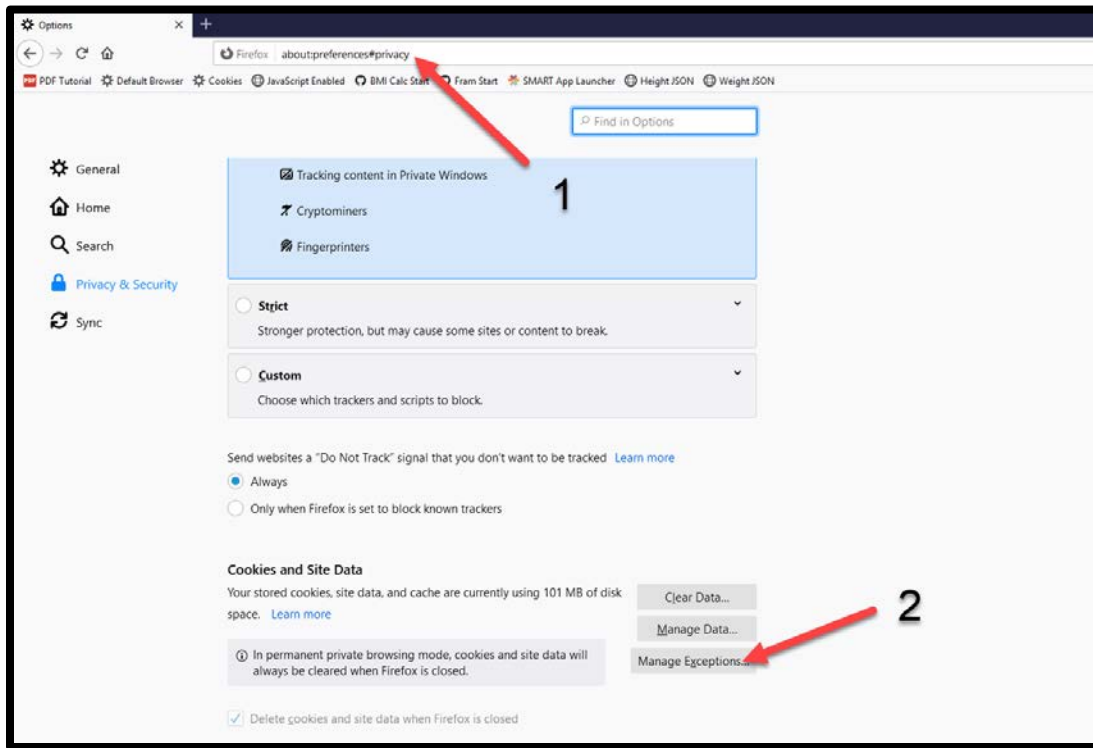 Options
Firefox about:preferences#privacy
PDF Tutorial Default Browser Cookies JavaScript Enabled BMI Calc Start Fram Start SMART App Launcher Height JSON Weight JSON
Find in Options
General
Home
Search
Privacy & Security
Sync
Tracking content in Private Windows
Cryptominers
Fingerprinters
1
Strict
Stronger protection, but may cause some sites or content to break.
Custom
Choose which trackers and scripts to block.
Send websites a "Do Not Track" signal that you don't want to be tracked Learn more
Always
Only when Firefox is set to block known trackers
Cookies and Site Data
Your stored cookies, site data, and cache are currently using 101 MB of disk
space. Learn more
In permanent private browsing mode, cookies and site data will
always be cleared when Firefox is closed.
Clear Data...
Manage Data...
Manage Exceptions...
2
Delete cookies and site data when Firefox is closed